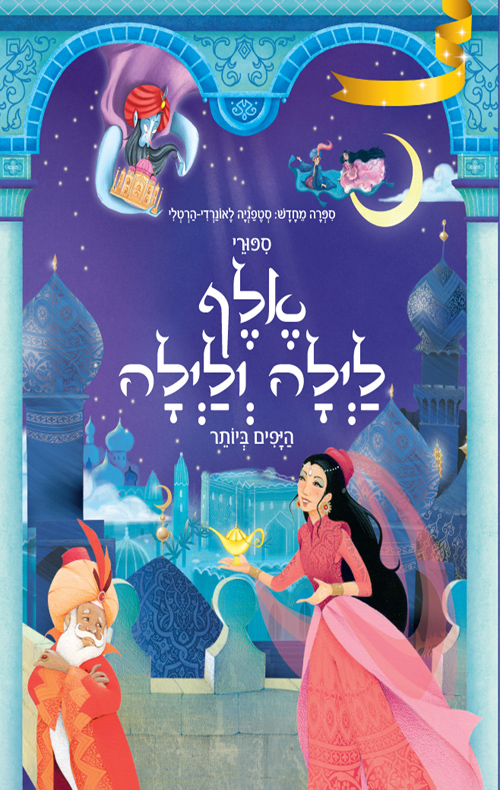 סִפְּרָה מֵחָדָשׁ: סְטֶפַנְיָה לֵאוֹנַרְדִי-הַרְטְלִי
סִפּוּרֵי
אֶלֶף
לַיְלָה וְלַיְלָה
הַיָּפִים בְּיוֹתֵר